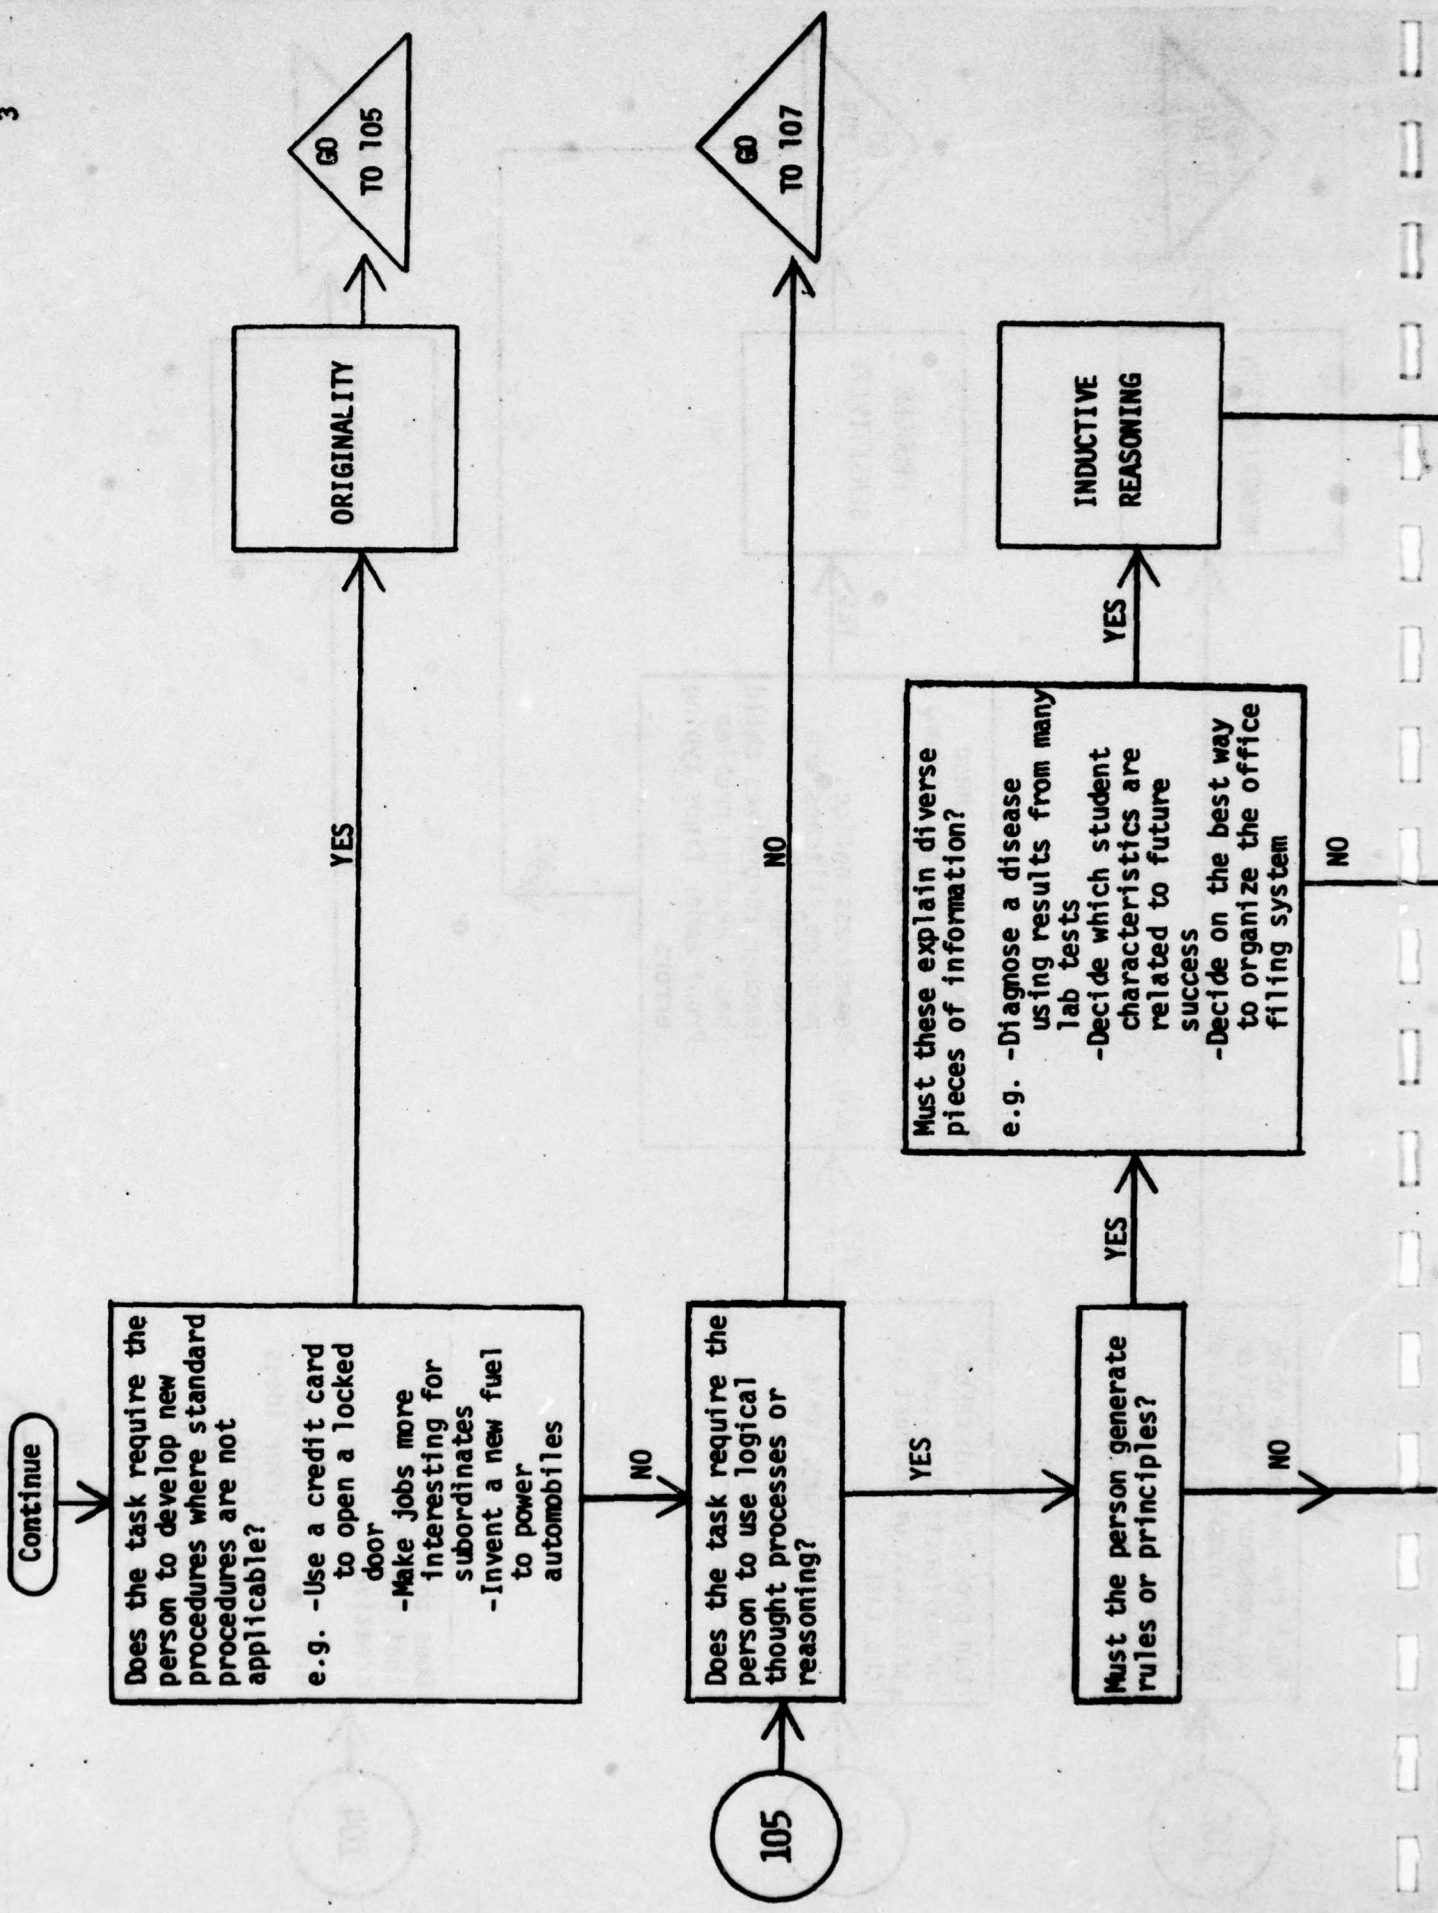 3
Continue
Does the task require the
person to develop new
procedures where standard
procedures are not
applicable?
e.g. -Use a credit card
to open a locked
door
-Make jobs more
interesting for
subordinates
-Invent a new fuel
to power
automobiles
YES
ORIGINALITY
GO
TO 105
NO
105
Does the task require the
person to use logical
thought processes or
reasoning?
NO
GO
TO 107
YES
Must the person generate
rules or principles?
YES
Must these explain diverse
pieces of information?
e.g. -Diagnose a disease
using results from many
lab tests
-Decide which student
characteristics are
related to future
success
-Decide on the best way
to organize the office
filing system
YES
INDUCTIVE
REASONING
NO
NO